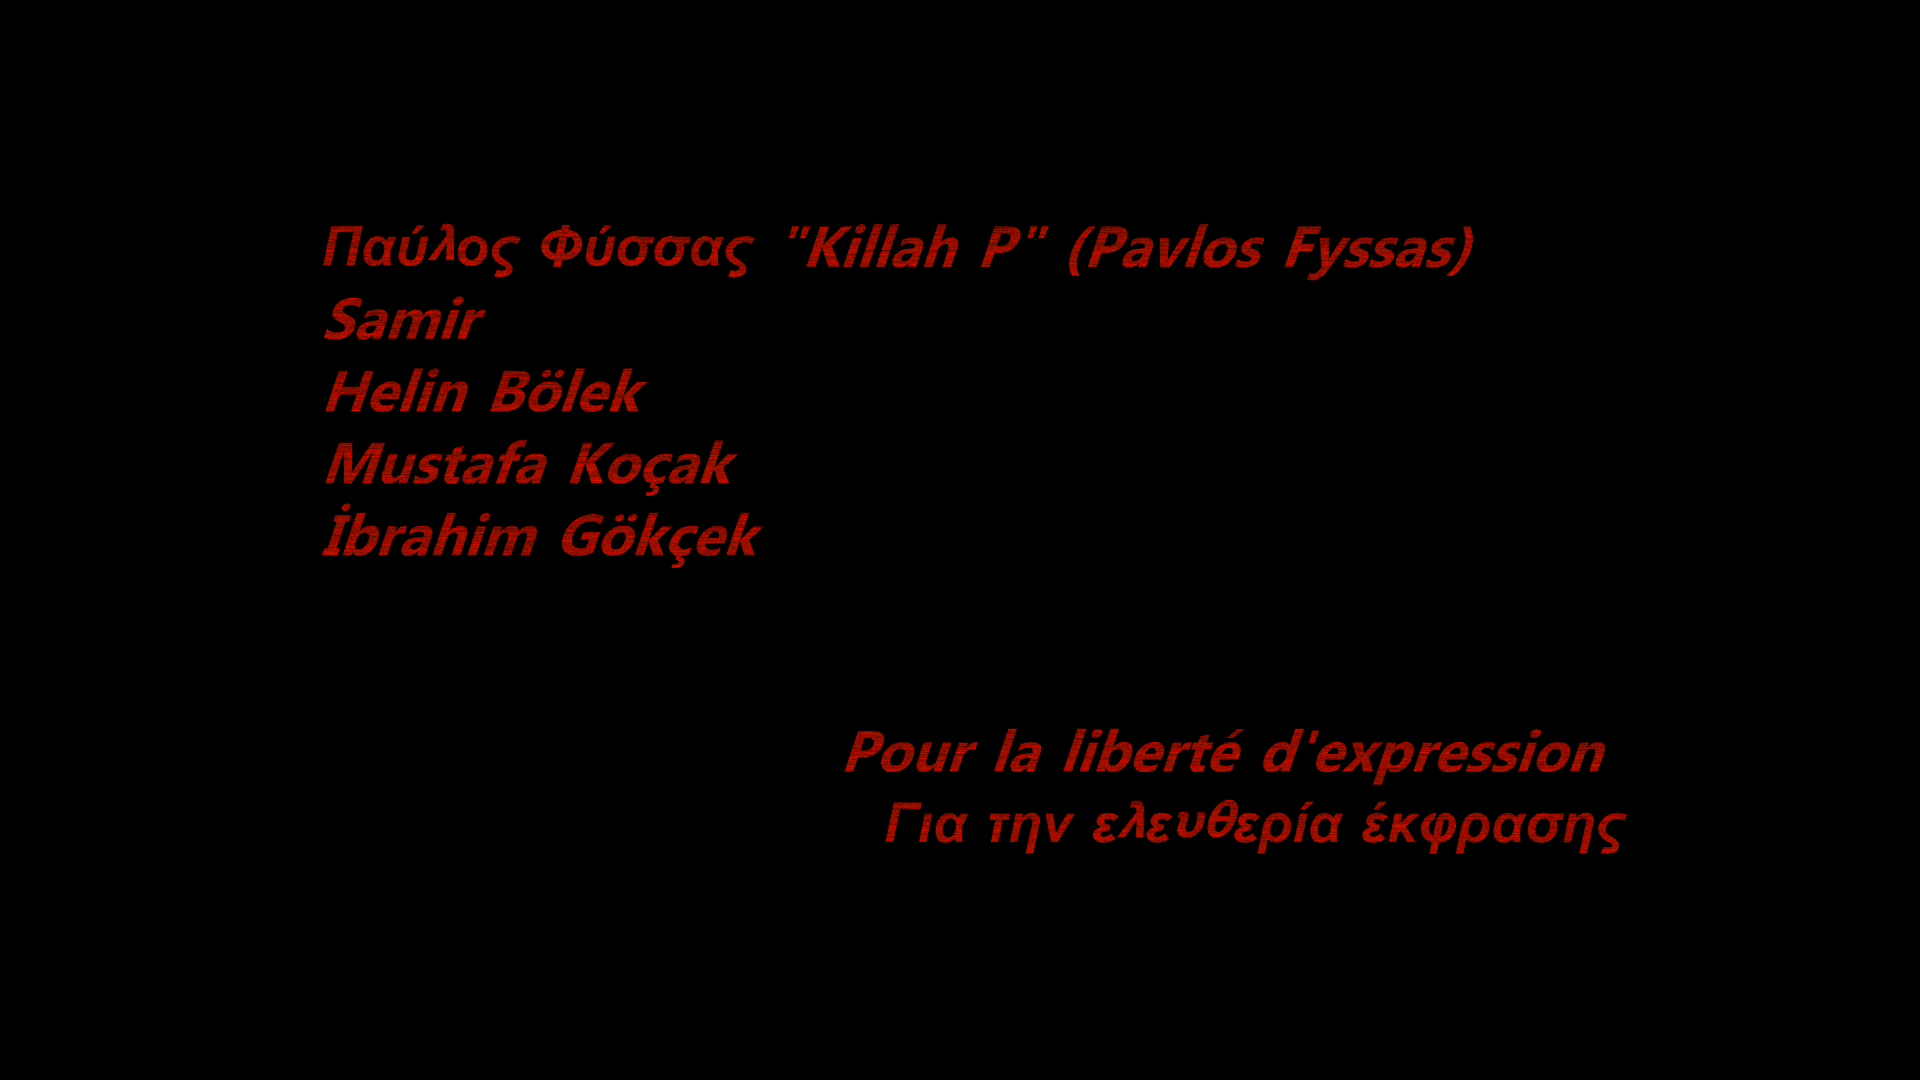 Παύλος Φύσσας "Killah P" (Pavlos Fyssas)
Samir
Helin Bölek
Mustafa Koçak
İbrahim Gökçek
Pour la liberté d'expression
Για την ελευθερία έκφρασης